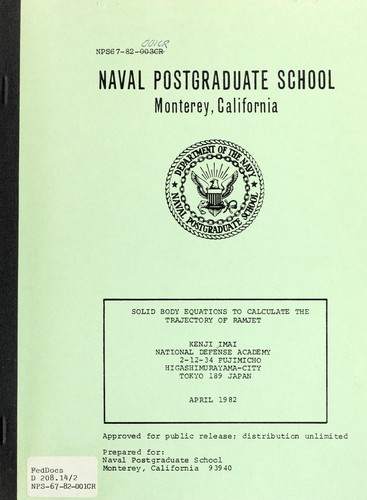 001CR
NPS67-82-003CR
NAVAL POSTGRADUATE SCHOOL
Monterey, California
DEPARTMENT OF THE NAVY
NAVAL POSTGRADUATE SCHOOL
SOLID BODY EQUATIONS TO CALCULATE THE
TRAJECTORY OF RAMJET
KENJI IMAI
NATIONAL DEFENSE ACADEMY
2-12-34 FUJIMICHO
HIGASHIMURAYAMA-CITY
TOKYO 189 JAPAN
APRIL 1982
Approved for public release; distribution unlimited
Prepared for:
Naval Postgraduate School
Monterey, California 93940
FedDocs
D 208.14/2
NPS-67-82-001CR